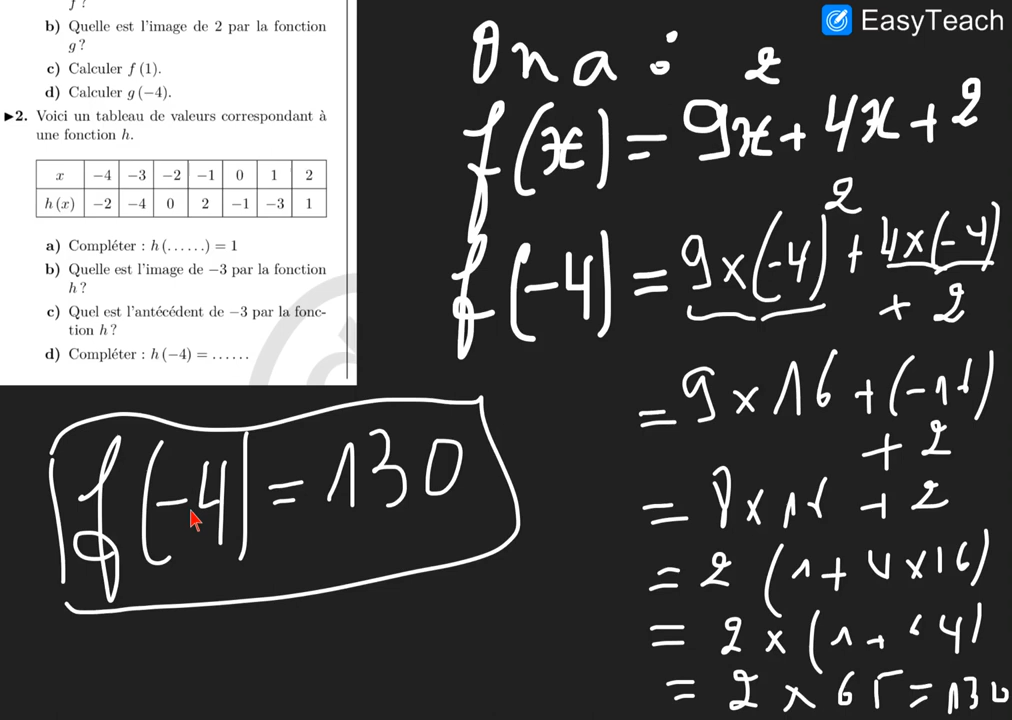 f ?
b) Quelle est l'image de 2 par la fonction
g ?
c) Calculer f (1).
d) Calculer g (−4).
▶2. Voici un tableau de valeurs correspondant à
une fonction h.
x −4 −3 −2 −1 0 1 2
h (x) −2 −4 0 2 −1 −3 1
a) Compléter : h (......) = 1
b) Quelle est l'image de −3 par la fonction
h ?
c) Quel est l'antécédent de −3 par la fonc-
tion h ?
d) Compléter : h (−4) = ......
EasyTeach
On a :
f(x) = 9x² + 4x + 2
f(-4) = 9×(-4)² + 4×(-4)
+ 2
= 9 × 16 + (-16)
+ 2
= 8 × 16 + 2
= 2 (1 + 4×16)
= 2 × (1 + 64)
= 2 × 65 = 130
f(-4) = 130